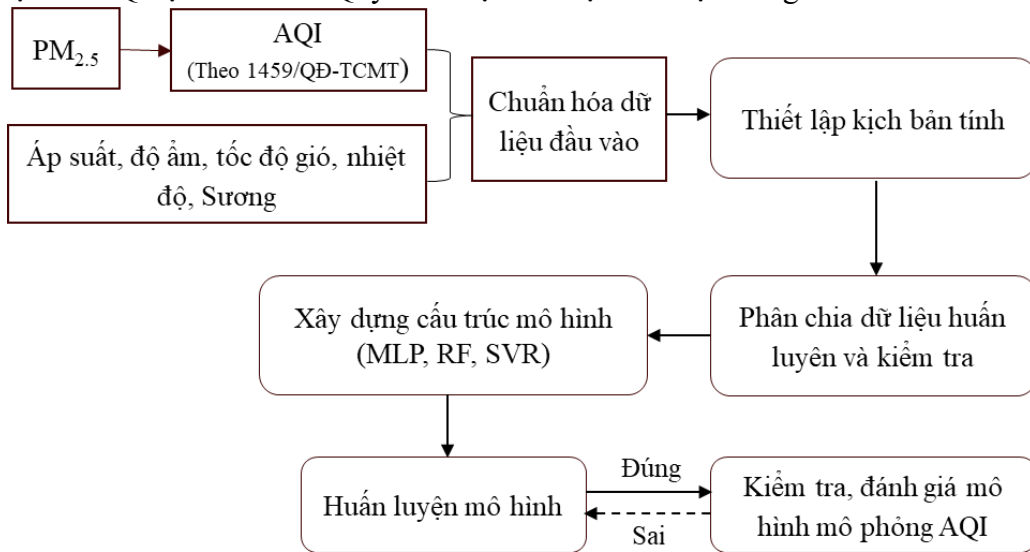 PM2.5
AQI
(Theo 1459/QĐ-TCMT)
Áp suất, độ ẩm, tốc độ gió, nhiệt
độ, Sương
Chuẩn hóa dữ
liệu đầu vào
Thiết lập kịch bản tính
Phân chia dữ liệu huấn
luyên và kiểm tra
Xây dựng cấu trúc mô hình
(MLP, RF, SVR)
Huấn luyện mô hình
Đúng
Sai
Kiểm tra, đánh giá mô
hình mô phỏng AQI